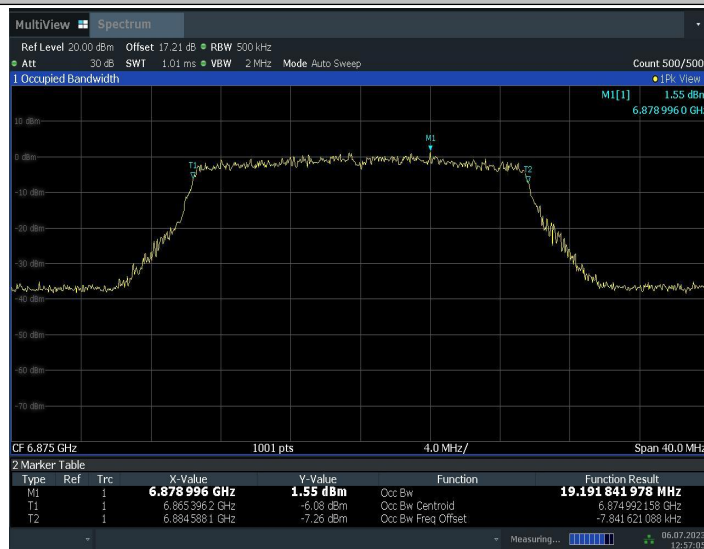 MultiView Spectrum
Ref Level 20.00 dBm Offset 17.21 dB RBW 500 kHz
Att 30 dB SWT 1.01 ms VBW 2 MHz Mode Auto Sweep Count 500/500
1 Occupied Bandwidth 1Pk View
M1[1] 1.55 dBm
6.878 996 0 GHz
10 dBm
M1
0 dBm
T1
T2
-10 dBm
-20 dBm
-30 dBm
-40 dBm
-50 dBm
-60 dBm
-70 dBm
CF 6.875 GHz 1001 pts 4.0 MHz/ Span 40.0 MHz
2 Marker Table
Type Ref Trc X-Value Y-Value Function Function Result
M1 1 6.878 996 GHz 1.55 dBm Occ Bw 19.191 841 978 MHz
T1 1 6.865 396 2 GHz -6.08 dBm Occ Bw Centroid 6.874 992 158 GHz
T2 1 6.884 588 1 GHz -7.26 dBm Occ Bw Freq Offset -7.841 621 088 kHz
Measuring... 06.07.2023
12:57:05